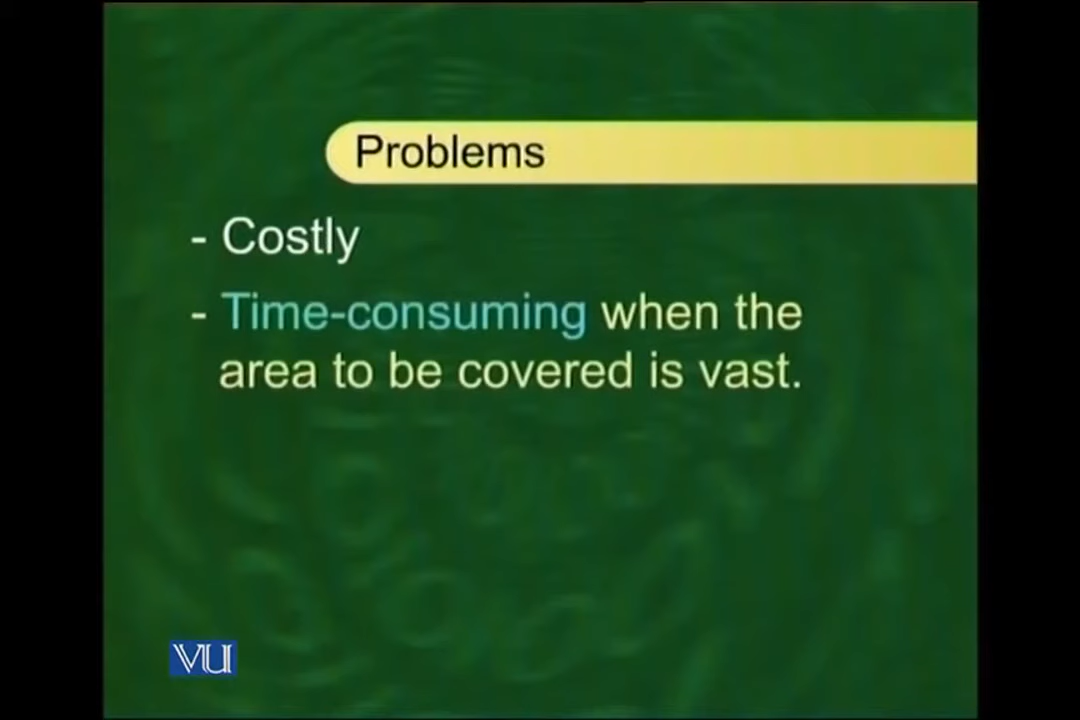 Problems
- Costly
- Time-consuming when the
area to be covered is vast.
VU